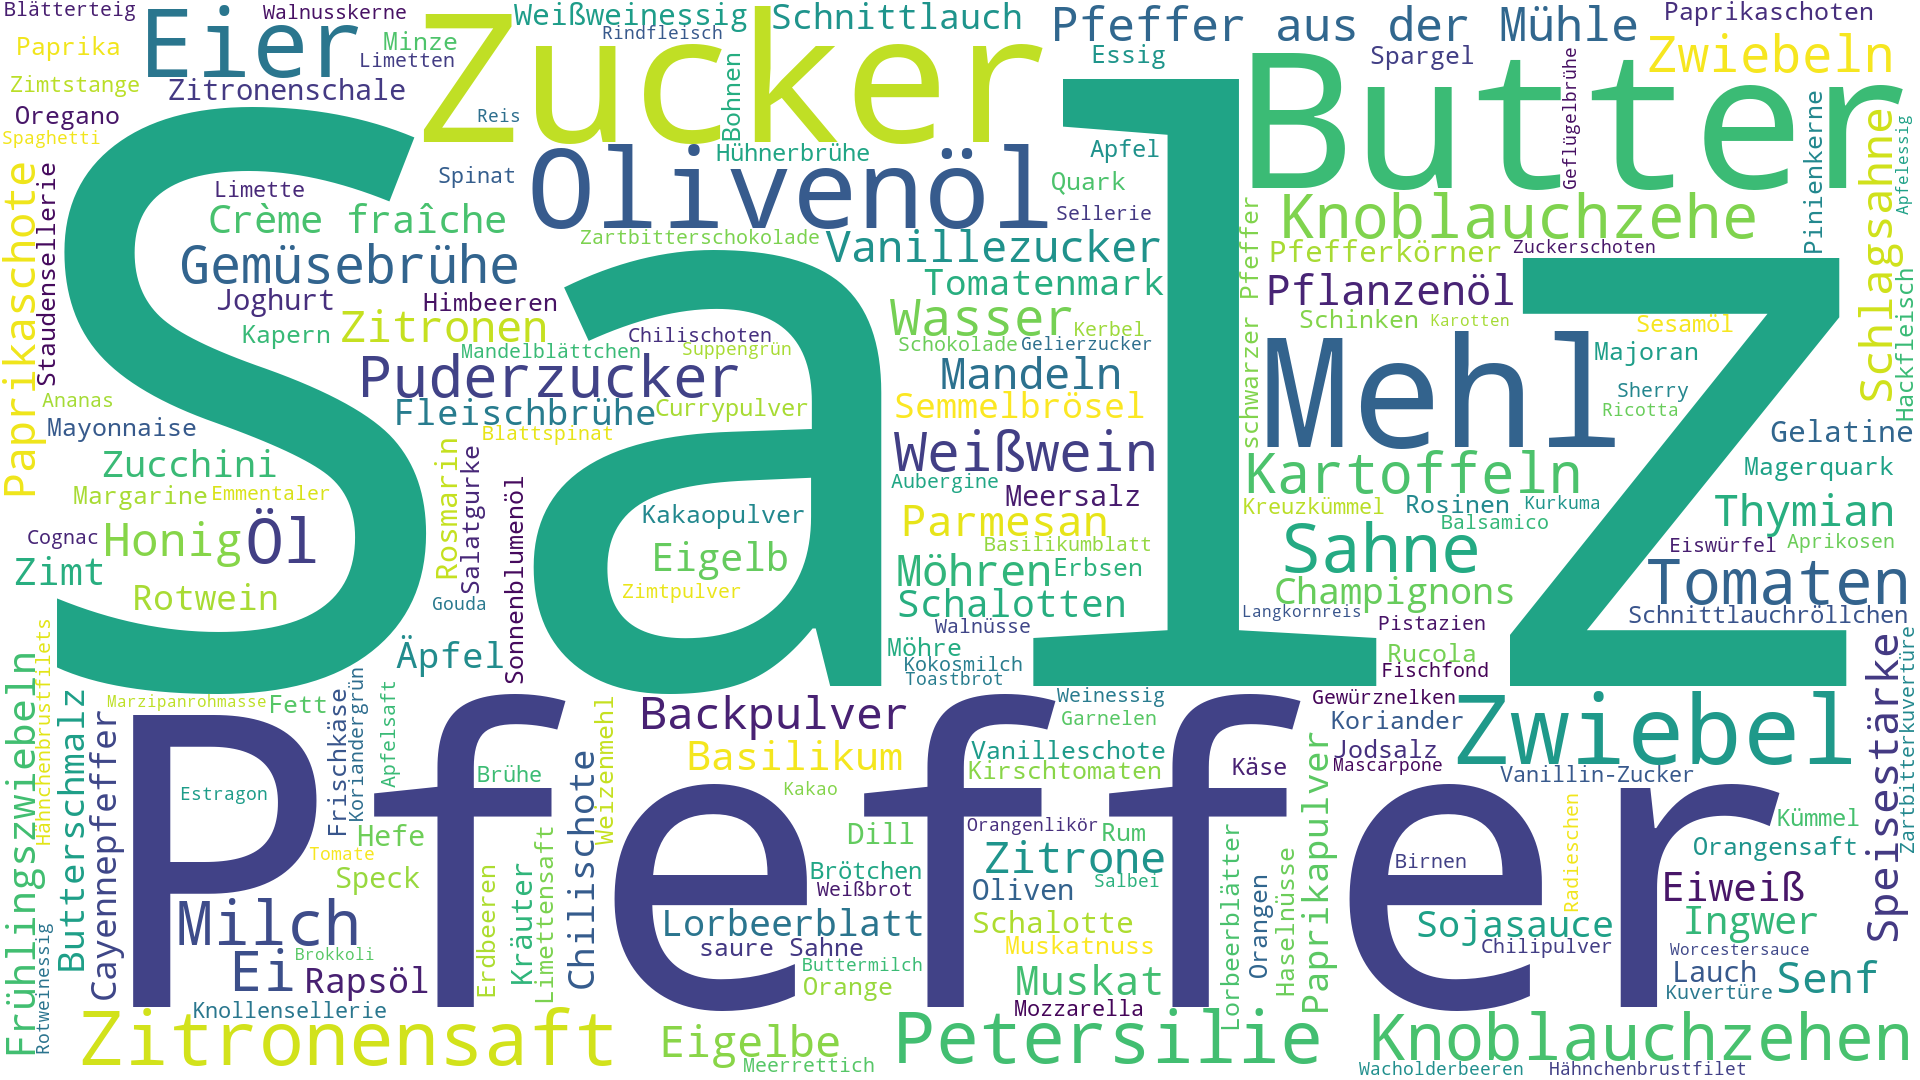 Blätterteig
Walnusskerne
Eier
Zucker
Weißweinessig
Schnittlauch
Rindfleisch
Pfeffer aus der Mühle
Paprikaschoten
Paprika
Minze
Limetten
Essig
Spargel
Zwiebeln
Zimtstange
Zitronenschale
Bohnen
Butter
Geflügelbrühe
Oregano
Reis
Pinienkerne
Schlagsahne
Apfelessig
Spaghetti
Salz
Olivenöl
Hühnerbrühe
Apfel
Paprikaschote
Staudensellerie
Limette
Spinat
Quark
Crème fraîche
Sellerie
Knoblauchzehe
Zartbitterschokolade
Vanillezucker
schwarzer Pfeffer
Pfefferkörner
Zuckerschoten
Gemüsebrühe
Tomatenmark
Pflanzenöl
Hackfleisch
Joghurt
Himbeeren
Wasser
Kapern
Zitronen
Chilischoten
Kerbel
Schinken
Karotten
Sesamöl
Mandelblättchen
Suppengrün
Schokolade
Gelierzucker
Mehl
Majoran
Puderzucker
Mandeln
Sherry
Ananas
Fleischbrühe
Currypulver
Semmelbrösel
Ricotta
Mayonnaise
Blattspinat
Gelatine
Zucchini
Rosmarin
Salatgurke
Weißwein
Kartoffeln
Magerquark
Margarine
Emmentaler
Sonnenblumenöl
Aubergine
Meersalz
Kreuzkümmel
Rosinen
Kurkuma
Cognac
Honig
Öl
Kakaopulver
Parmesan
Balsamico
Thymian
Basilikumblatt
Sahne
Eiswürfel
Aprikosen
Zimt
Eigelb
Möhren
Erbsen
Tomaten
Rotwein
Gouda
Zimtpulver
Schalotten
Champignons
Langkornreis
Schnittlauchröllchen
Walnüsse
Pistazien
Äpfel
Möhre
Rucola
Kokosmilch
Toastbrot
Fischfond
Frühlingszwiebeln
Hähnchenbrustfilets
Butterschmalz
Marzipanrohmasse
Fett
Frischkäse
Koriandergrün
Apfelsaft
Weinessig
Gewürznelken
Zwiebel
Speisestärke
Zartbitterkuvertüre
Cayennepfeffer
Pfeffer
Backpulver
Garnelen
Koriander
Weizenmehl
Basilikum
Vanilleschote
Jodsalz
Chilischote
Brühe
Kirschtomaten
Käse
Mascarpone
Vanillin-Zucker
Estragon
Kakao
Paprikapulver
Radieschen
Kümmel
Hefe
Dill
Orangenlikör
Rum
Tomate
Limettensaft
Zitrone
Lorbeerblätter
Haselnüsse
Birnen
Orangensaft
Speck
Erdbeeren
Kräuter
Brötchen
Weißbrot
Oliven
Salbei
Orangen
Eiweiß
Milch
Lorbeerblatt
Schalotte
Sojasauce
Ingwer
Rotweinessig
Brokkoli
saure Sahne
Muskatnuss
Chilipulver
Worcestersauce
Ei
Rapsöl
Buttermilch
Orange
Muskat
Lauch
Senf
Kuvertüre
Knollensellerie
Mozzarella
Zitronensaft
Eigelbe
Petersilie
Knoblauchzehen
Meerrettich
Wacholderbeeren
Hähnchenbrustfilet